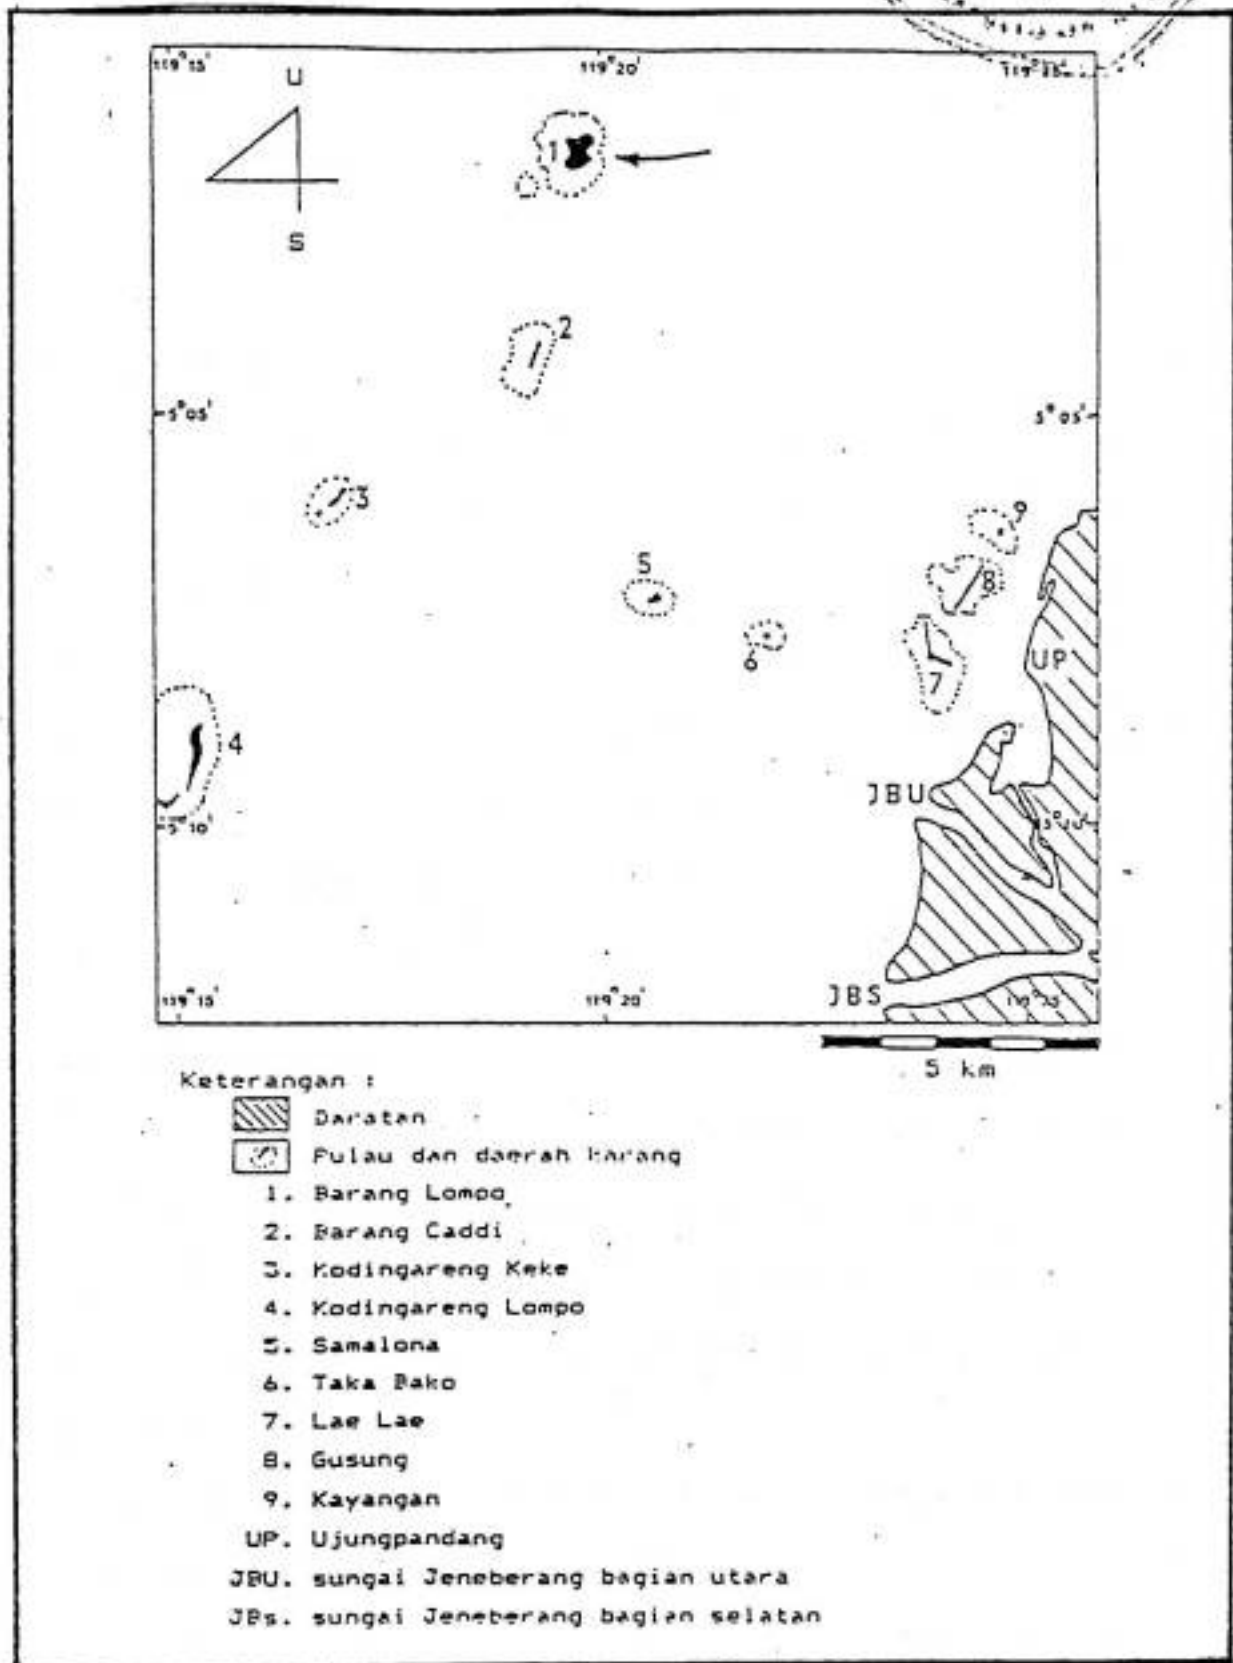 119° 15' 119° 20'
U
1
S
2
5° 05' 5° 05'
3
9
5
8
6
UP
7
4
JBU
5° 10'
119° 15' 119° 20' JBS
5 km
Keterangan :
Daratan
Pulau dan daerah karang
1. Barang Lompo
2. Barang Caddi
3. Kodingareng Keke
4. Kodingareng Lompo
5. Samalona
6. Taka Bako
7. Lae Lae
8. Gusung
9. Kayangan
UP. Ujungpandang
JBU. sungai Jeneberang bagian utara
JBs. sungai Jeneberang bagian selatan